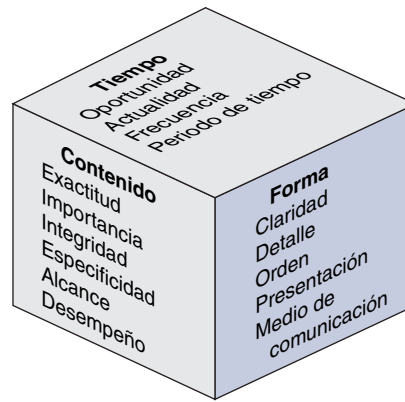 Tiempo
Oportunidad
Actualidad
Frecuencia
Periodo de tiempo
Contenido
Exactitud
Importancia
Integridad
Especificidad
Alcance
Desempeño
Forma
Claridad
Detalle
Orden
Presentación
Medio de
comunicación